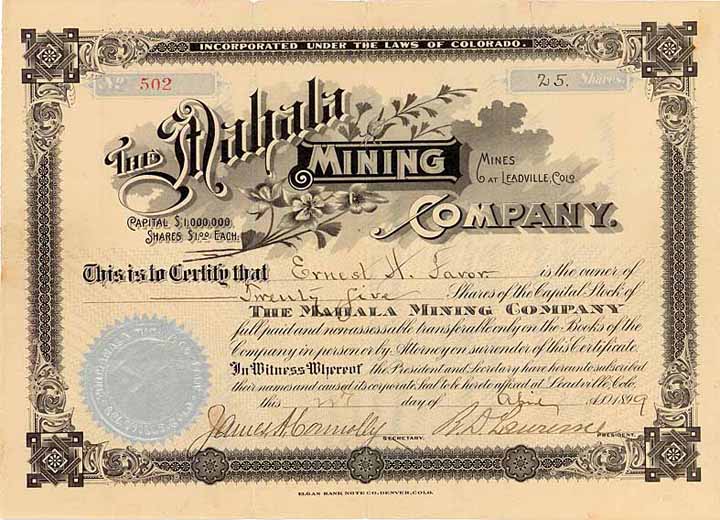 INCORPORATED UNDER THE LAWS OF COLORADO.
No. 502
25. Shares
THE Mahala
MINING
COMPANY.
MINES
AT LEADVILLE, COLO.
CAPITAL $1,000,000
SHARES $1.00 EACH.
This is to Certify that Ernest H. is the owner of
Twenty five Shares of the Capital Stock of
THE MAHALA MINING COMPANY
full paid and non-assessable transferable only on the Books of the
Company in person or by Attorney on surrender of this Certificate.
In Witness Whereof the President and Secretary have hereunto subscribed
their names and caused its corporate seal to be hereto affixed at Leadville, Colo.
this day of April A.D. 1899
James H Connolly R. D. Lawrence
SECRETARY. PRESIDENT.
ELGAN BANK NOTE CO, DENVER, COLO.